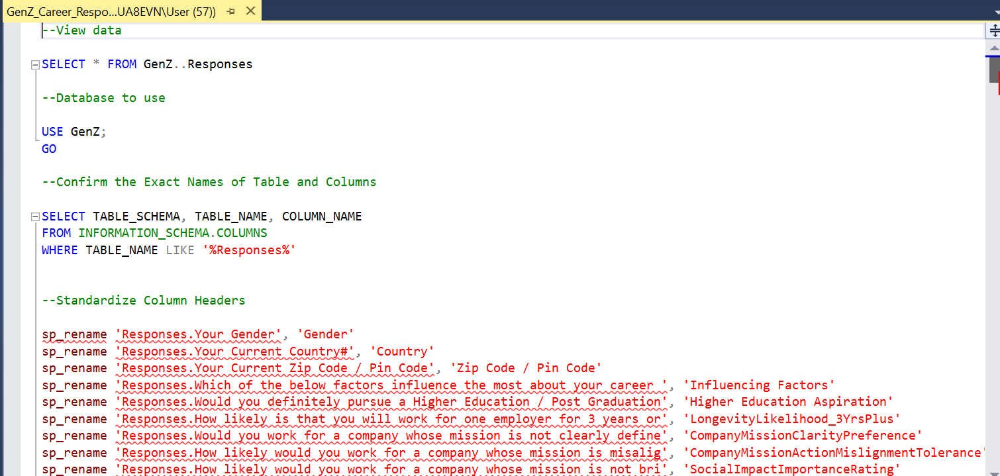 GenZ_Career_Respo...UA8EVN\User (57))
--View data
SELECT * FROM GenZ..Responses
--Database to use
USE GenZ;
GO
--Confirm the Exact Names of Table and Columns
SELECT TABLE_SCHEMA, TABLE_NAME, COLUMN_NAME
FROM INFORMATION_SCHEMA.COLUMNS
WHERE TABLE_NAME LIKE '%Responses%'
--Standardize Column Headers
sp_rename 'Responses.Your Gender', 'Gender'
sp_rename 'Responses.Your Current Country#', 'Country'
sp_rename 'Responses.Your Current Zip Code / Pin Code', 'Zip Code / Pin Code'
sp_rename 'Responses.Which of the below factors influence the most about your career ', 'Influencing Factors'
sp_rename 'Responses.Would you definitely pursue a Higher Education / Post Graduation', 'Higher Education Aspiration'
sp_rename 'Responses.How likely is that you will work for one employer for 3 years or', 'LongevityLikelihood_3YrsPlus'
sp_rename 'Responses.Would you work for a company whose mission is not clearly define', 'CompanyMissionClarityPreference'
sp_rename 'Responses.How likely would you work for a company whose mission is misalig', 'CompanyMissionActionMislignmentTolerance'
sp_rename 'Responses.How likely would you work for a company whose mission is not bri', 'SocialImpactImportanceRating'